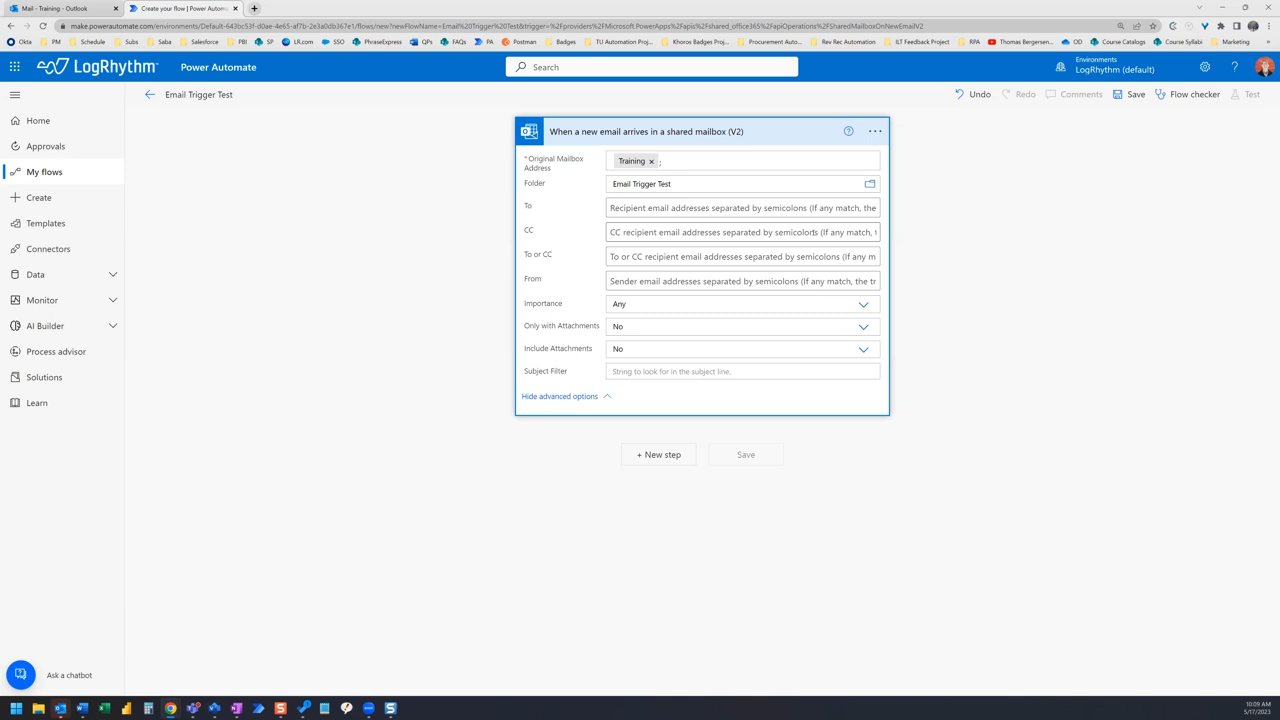 Mail - Training - Outlook
Create your flow | Power Automate
make.powerautomate.com/environments/Default-643bc53f-d0ae-4e65-af7b-2e3a0db367e1/flows/new?newFlowName=Email%20Trigger%20Test&trigger=%2Fproviders%2FMicrosoft.PowerApps%2Fapis%2Fshared_office365%2FapiOperations%2FSharedMailboxOnNewEmailV2
Okta PM Schedule Subs Saba Salesforce PBI SP LR.com SSO PhraseExpress QPs FAQs PA Postman Badges TU Automation Proj... Khoros Badges Proj... Procurement Auto... Rev Rec Automation ILT Feedback Project RPA Thomas Bergersen... OD Course Catalogs Course Syllabi Marketing »
LogRhythm Power Automate
Search
Environments
LogRhythm (default)
Email Trigger Test
Undo Redo Comments Save Flow checker Test
Home
Approvals
My flows
Create
Templates
Connectors
Data
Monitor
AI Builder
Process advisor
Solutions
Learn
Ask a chatbot
When a new email arrives in a shared mailbox (V2)
* Original Mailbox
Address
Training × ;
Folder Email Trigger Test
To Recipient email addresses separated by semicolons (If any match, the
CC CC recipient email addresses separated by semicolons (If any match, t
To or CC To or CC recipient email addresses separated by semicolons (If any m
From Sender email addresses separated by semicolons (If any match, the tr
Importance Any
Only with Attachments No
Include Attachments No
Subject Filter String to look for in the subject line.
Hide advanced options
+ New step Save
10:09 AM
5/17/2023